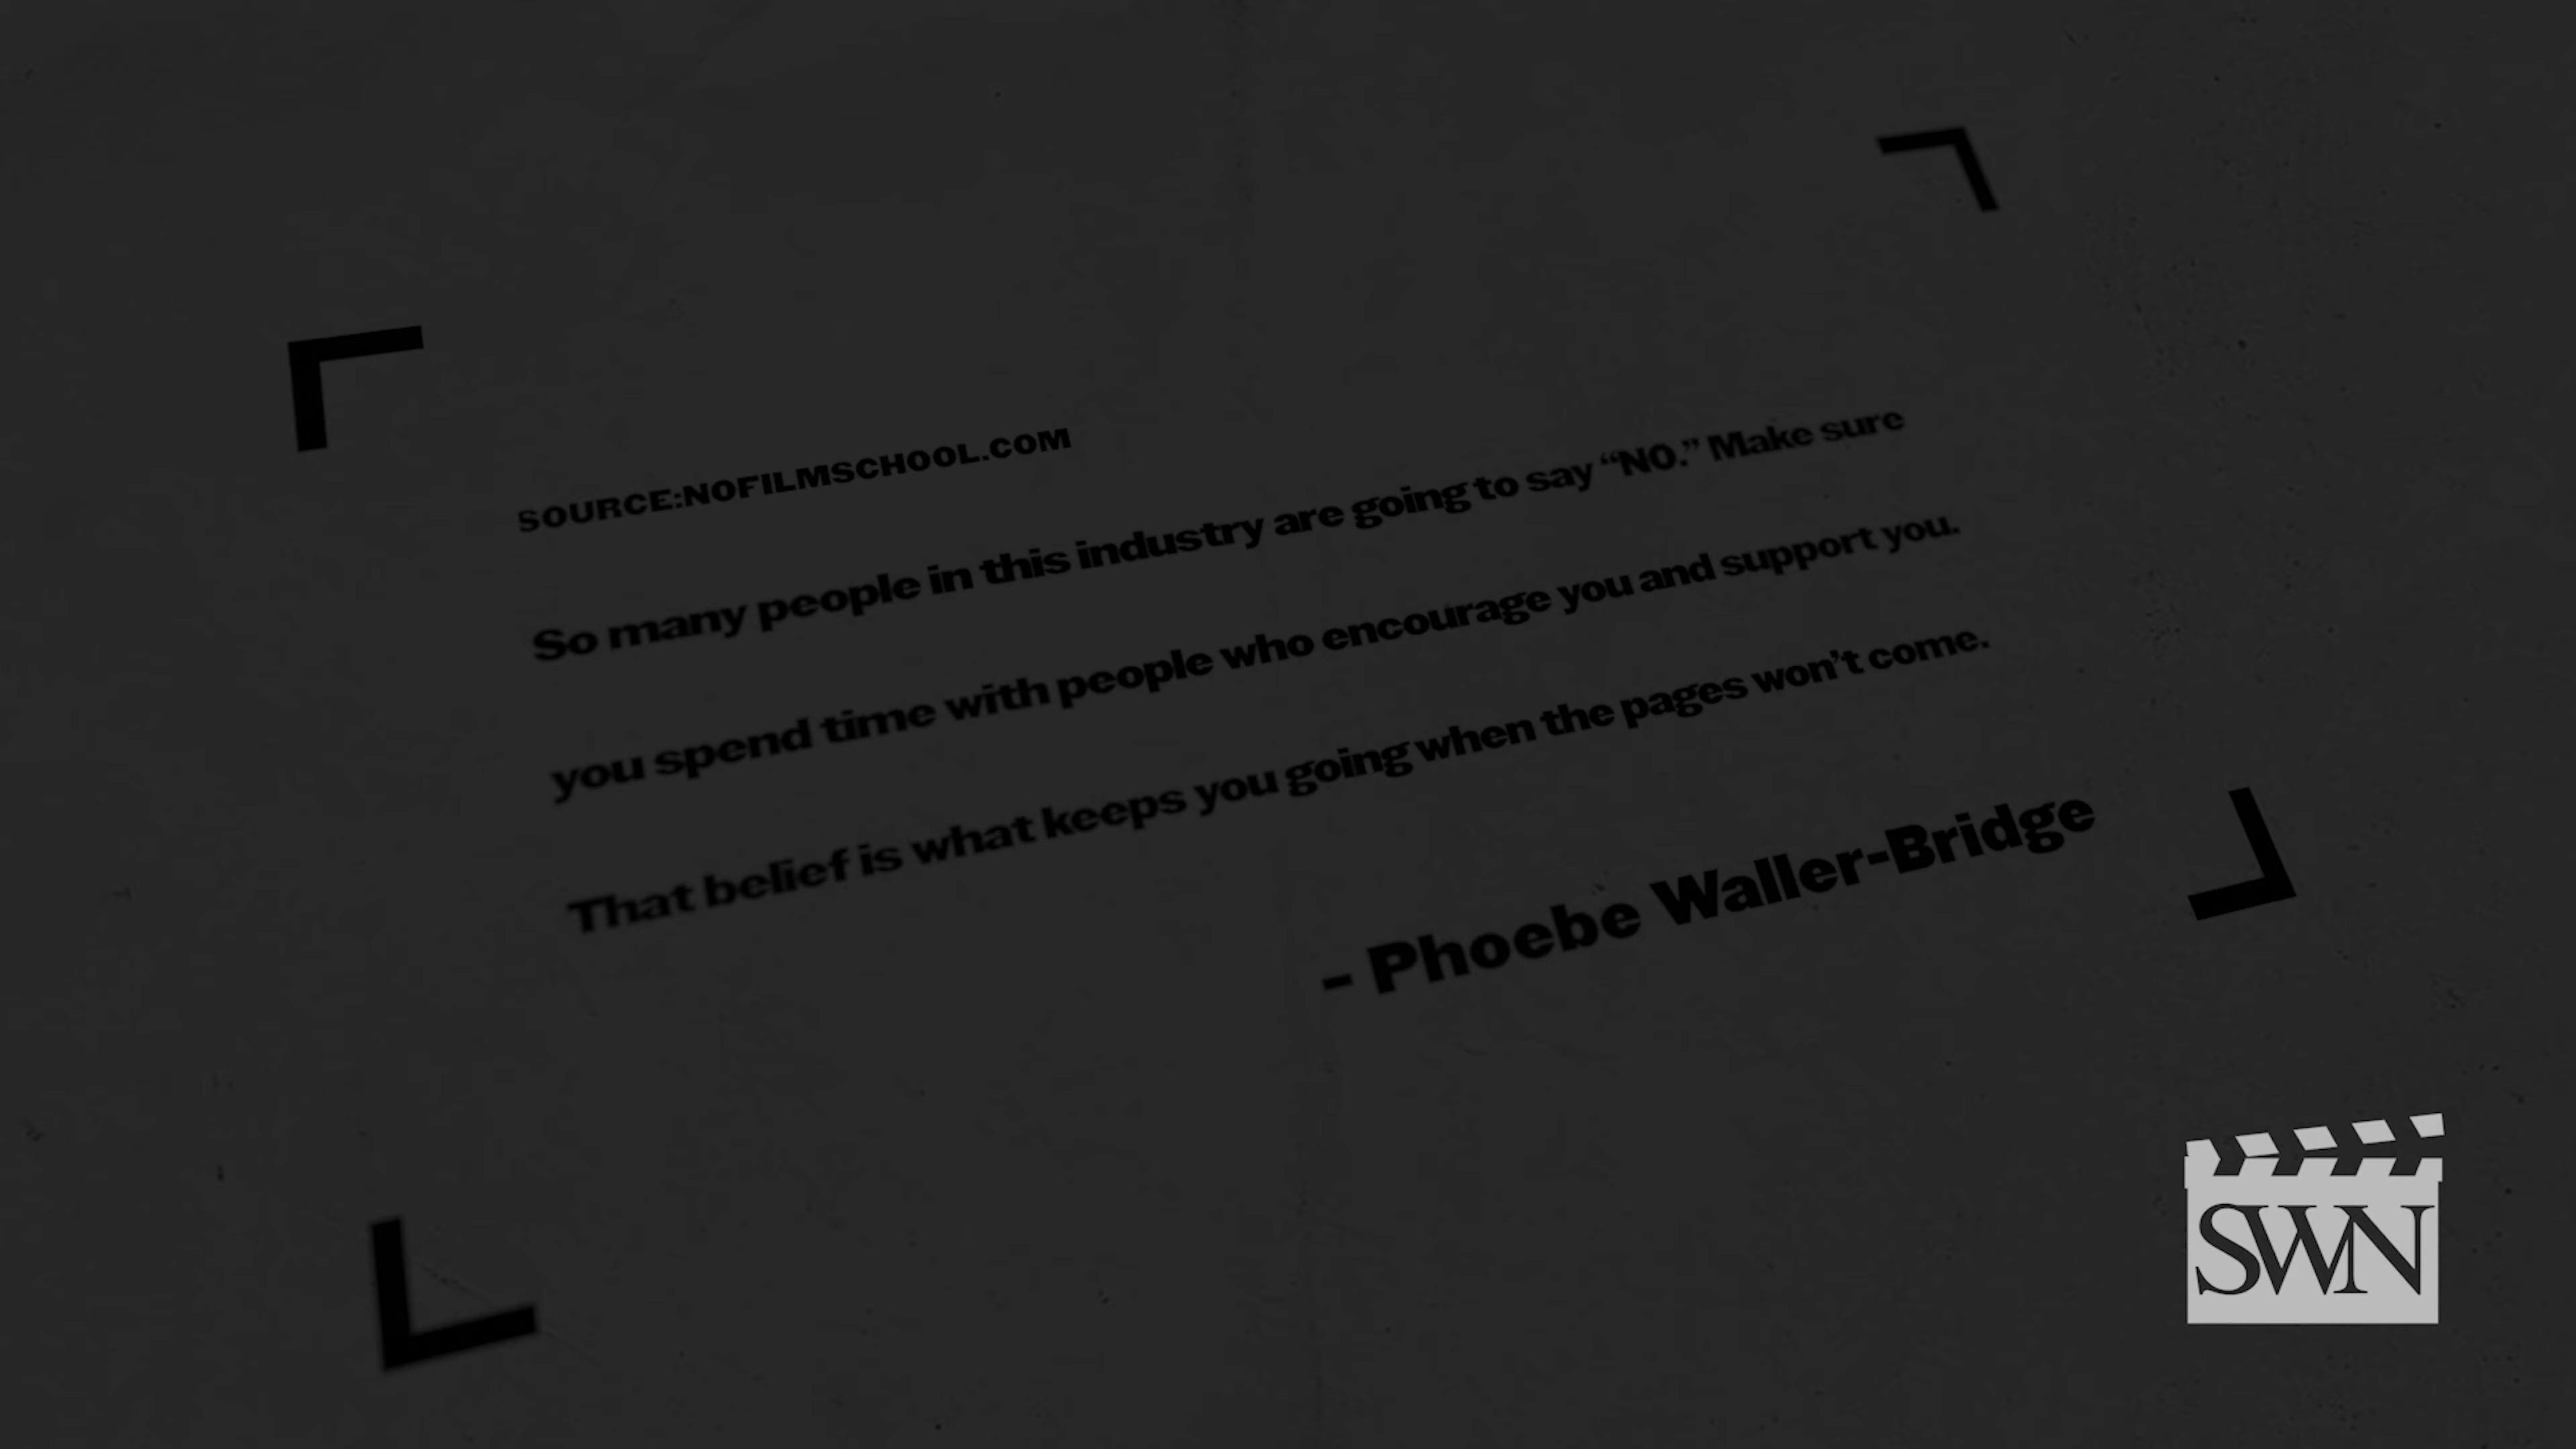 SOURCE:NOFILMSCHOOL.COM
So many people in this industry are going to say “NO.” Make sure
you spend time with people who encourage you and support you.
That belief is what keeps you going when the pages won’t come.
- Phoebe Waller-Bridge
SWN